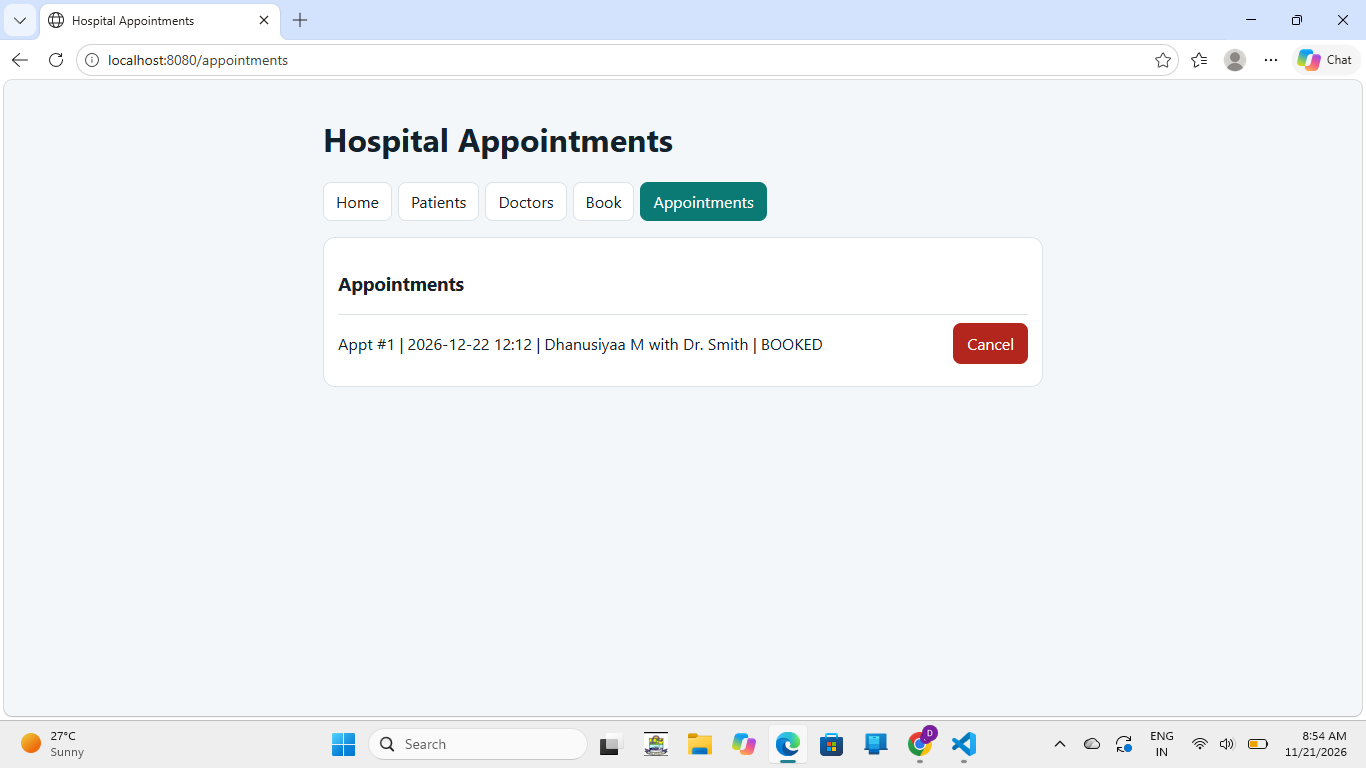 Hospital Appointments
localhost:8080/appointments
Chat
Hospital Appointments
Home Patients Doctors Book Appointments
Appointments
Appt #1 | 2026-12-22 12:12 | Dhanusiyaa M with Dr. Smith | BOOKED Cancel
27°C
Sunny
Search
D
ENG
IN
8:54 AM
11/21/2026